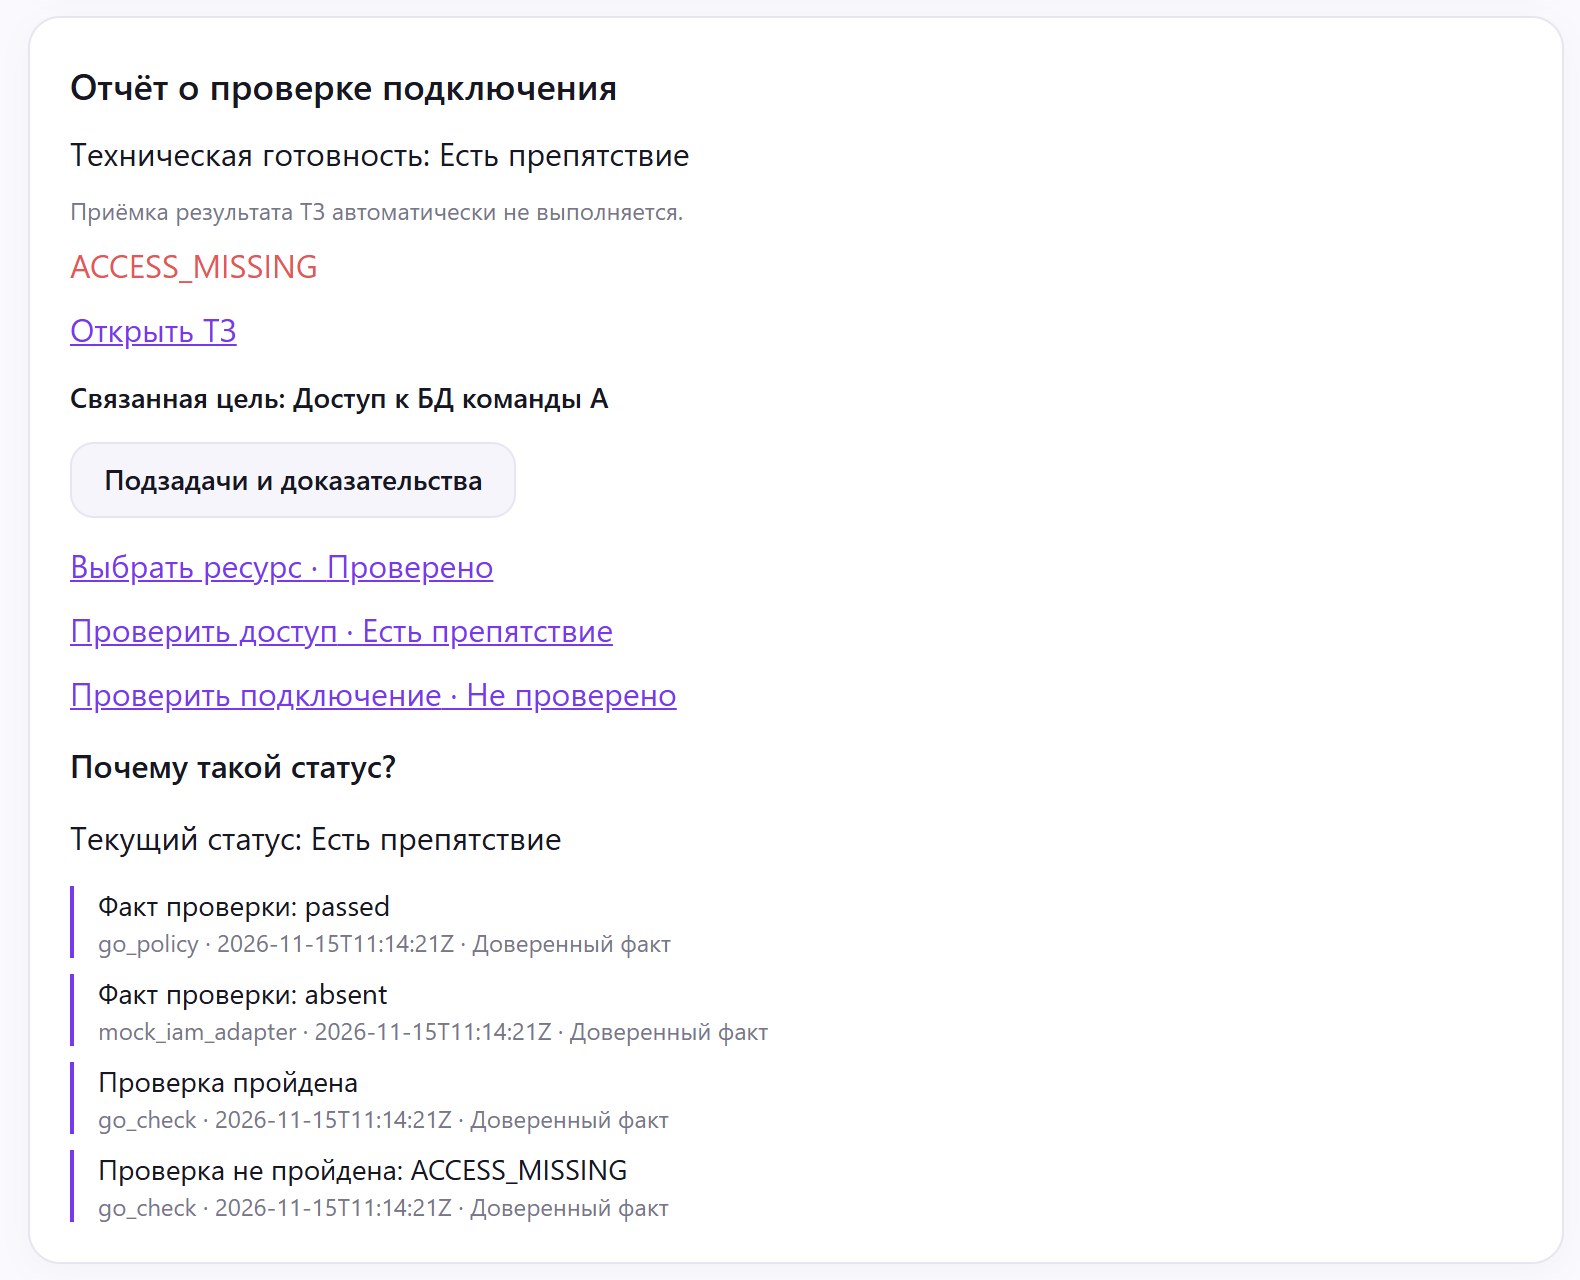 Отчёт о проверке подключения
Техническая готовность: Есть препятствие
Приёмка результата ТЗ автоматически не выполняется.
ACCESS_MISSING
Открыть ТЗ
Связанная цель: Доступ к БД команды А
Подзадачи и доказательства
Выбрать ресурс · Проверено
Проверить доступ · Есть препятствие
Проверить подключение · Не проверено
Почему такой статус?
Текущий статус: Есть препятствие
Факт проверки: passed
go_policy · 2026-11-15T11:14:21Z · Доверенный факт
Факт проверки: absent
mock_iam_adapter · 2026-11-15T11:14:21Z · Доверенный факт
Проверка пройдена
go_check · 2026-11-15T11:14:21Z · Доверенный факт
Проверка не пройдена: ACCESS_MISSING
go_check · 2026-11-15T11:14:21Z · Доверенный факт